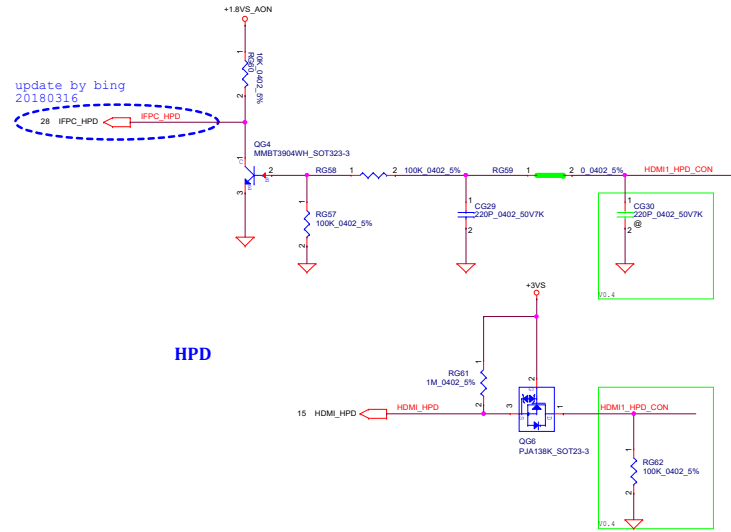 +1.8VS_AON
1
RG60
10K_0402_5%
2
update by bing
20180316
28 IFPC_HPD
IFPC_HPD
QG4
MMBT3904WH_SOT323-3
1
2
3
RG58
1
2
100K_0402_5%
RG59
1
2
0_0402_5%
HDMI1_HPD_CON
1
RG57
100K_0402_5%
2
1
CG29
220P_0402_50V7K
2
1
CG30
220P_0402_50V7K
2
@
V0.4
+3VS
HPD
1
RG61
1M_0402_5%
2
2
15 HDMI_HPD
HDMI_HPD
3
1
HDMI1_HPD_CON
G
S
D
QG6
PJA138K_SOT23-3
1
RG62
100K_0402_5%
2
V0.4